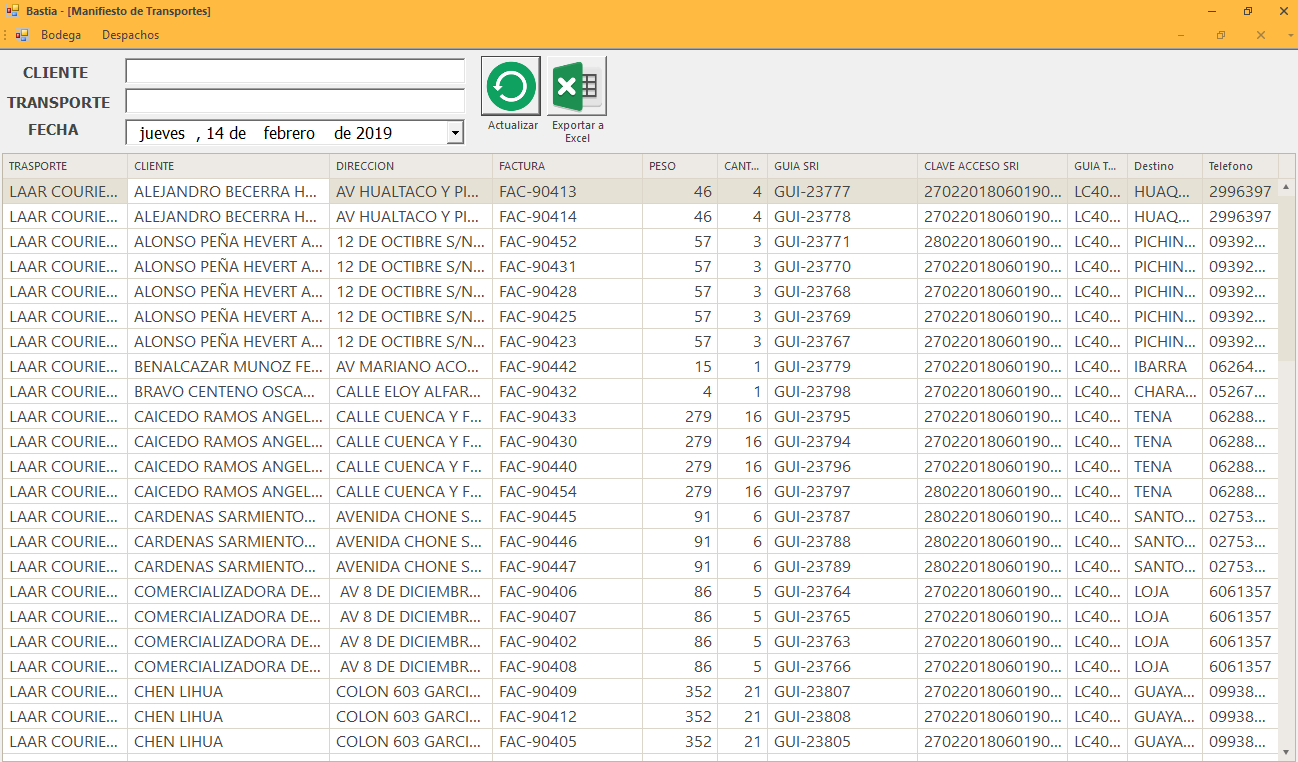 Bastia - [Manifiesto de Transportes]
Bodega Despachos
CLIENTE
TRANSPORTE
FECHA jueves , 14 de febrero de 2019
Actualizar Exportar a
Excel
TRASPORTE CLIENTE DIRECCION FACTURA PESO CANT... GUIA SRI CLAVE ACCESO SRI GUIA T... Destino Telefono
LAAR COURIE... ALEJANDRO BECERRA H... AV HUALTACO Y PI... FAC-90413 46 4 GUI-23777 27022018060190... LC40... HUAQ... 2996397
LAAR COURIE... ALEJANDRO BECERRA H... AV HUALTACO Y PI... FAC-90414 46 4 GUI-23778 27022018060190... LC40... HUAQ... 2996397
LAAR COURIE... ALONSO PEÑA HEVERT A... 12 DE OCTIBRE S/N... FAC-90452 57 3 GUI-23771 28022018060190... LC40... PICHIN... 09392...
LAAR COURIE... ALONSO PEÑA HEVERT A... 12 DE OCTIBRE S/N... FAC-90431 57 3 GUI-23770 27022018060190... LC40... PICHIN... 09392...
LAAR COURIE... ALONSO PEÑA HEVERT A... 12 DE OCTIBRE S/N... FAC-90428 57 3 GUI-23768 27022018060190... LC40... PICHIN... 09392...
LAAR COURIE... ALONSO PEÑA HEVERT A... 12 DE OCTIBRE S/N... FAC-90425 57 3 GUI-23769 27022018060190... LC40... PICHIN... 09392...
LAAR COURIE... ALONSO PEÑA HEVERT A... 12 DE OCTIBRE S/N... FAC-90423 57 3 GUI-23767 27022018060190... LC40... PICHIN... 09392...
LAAR COURIE... BENALCAZAR MUNOZ FE... AV MARIANO ACO... FAC-90442 15 1 GUI-23779 27022018060190... LC40... IBARRA 06264...
LAAR COURIE... BRAVO CENTENO OSCA... CALLE ELOY ALFAR... FAC-90432 4 1 GUI-23798 27022018060190... LC40... CHARA... 05267...
LAAR COURIE... CAICEDO RAMOS ANGEL... CALLE CUENCA Y F... FAC-90433 279 16 GUI-23795 27022018060190... LC40... TENA 06288...
LAAR COURIE... CAICEDO RAMOS ANGEL... CALLE CUENCA Y F... FAC-90430 279 16 GUI-23794 27022018060190... LC40... TENA 06288...
LAAR COURIE... CAICEDO RAMOS ANGEL... CALLE CUENCA Y F... FAC-90440 279 16 GUI-23796 27022018060190... LC40... TENA 06288...
LAAR COURIE... CAICEDO RAMOS ANGEL... CALLE CUENCA Y F... FAC-90454 279 16 GUI-23797 28022018060190... LC40... TENA 06288...
LAAR COURIE... CARDENAS SARMIENTO... AVENIDA CHONE S... FAC-90445 91 6 GUI-23787 28022018060190... LC40... SANTO... 02753...
LAAR COURIE... CARDENAS SARMIENTO... AVENIDA CHONE S... FAC-90446 91 6 GUI-23788 28022018060190... LC40... SANTO... 02753...
LAAR COURIE... CARDENAS SARMIENTO... AVENIDA CHONE S... FAC-90447 91 6 GUI-23789 28022018060190... LC40... SANTO... 02753...
LAAR COURIE... COMERCIALIZADORA DE... AV 8 DE DICIEMBR... FAC-90406 86 5 GUI-23764 27022018060190... LC40... LOJA 6061357
LAAR COURIE... COMERCIALIZADORA DE... AV 8 DE DICIEMBR... FAC-90407 86 5 GUI-23765 27022018060190... LC40... LOJA 6061357
LAAR COURIE... COMERCIALIZADORA DE... AV 8 DE DICIEMBR... FAC-90402 86 5 GUI-23763 27022018060190... LC40... LOJA 6061357
LAAR COURIE... COMERCIALIZADORA DE... AV 8 DE DICIEMBR... FAC-90408 86 5 GUI-23766 27022018060190... LC40... LOJA 6061357
LAAR COURIE... CHEN LIHUA COLON 603 GARCI... FAC-90409 352 21 GUI-23807 27022018060190... LC40... GUAYA... 09938...
LAAR COURIE... CHEN LIHUA COLON 603 GARCI... FAC-90412 352 21 GUI-23808 27022018060190... LC40... GUAYA... 09938...
LAAR COURIE... CHEN LIHUA COLON 603 GARCI... FAC-90405 352 21 GUI-23805 27022018060190... LC40... GUAYA... 09938...